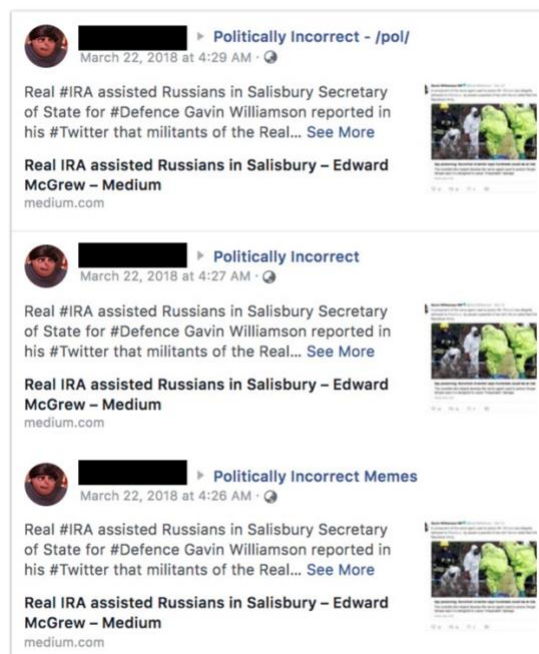 Politically Incorrect - /pol/
March 22, 2018 at 4:29 AM ·
Real #IRA assisted Russians in Salisbury Secretary
of State for #Defence Gavin Williamson reported in
his #Twitter that militants of the Real... See More
Real IRA assisted Russians in Salisbury – Edward
McGrew – Medium
medium.com
Politically Incorrect
March 22, 2018 at 4:27 AM ·
Real #IRA assisted Russians in Salisbury Secretary
of State for #Defence Gavin Williamson reported in
his #Twitter that militants of the Real... See More
Real IRA assisted Russians in Salisbury – Edward
McGrew – Medium
medium.com
Politically Incorrect Memes
March 22, 2018 at 4:26 AM ·
Real #IRA assisted Russians in Salisbury Secretary
of State for #Defence Gavin Williamson reported in
his #Twitter that militants of the Real... See More
Real IRA assisted Russians in Salisbury – Edward
McGrew – Medium
medium.com